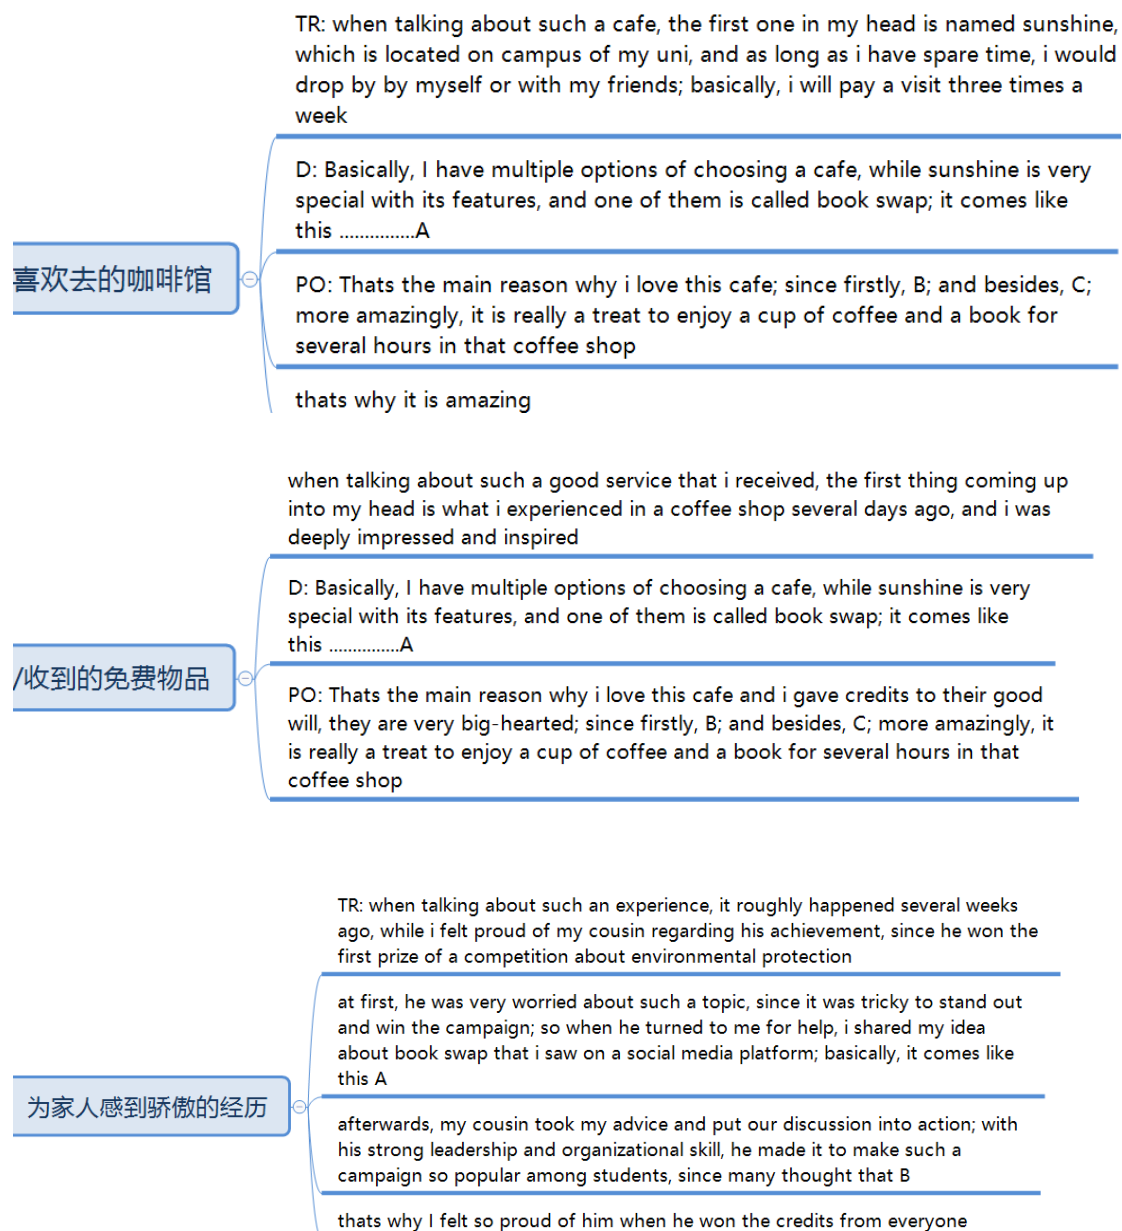 TR: when talking about such a cafe, the first one in my head is named sunshine,
which is located on campus of my uni, and as long as i have spare time, i would
drop by by myself or with my friends; basically, i will pay a visit three times a
week
D: Basically, I have multiple options of choosing a cafe, while sunshine is very
special with its features, and one of them is called book swap; it comes like
this ...............A
喜欢去的咖啡馆
PO: Thats the main reason why i love this cafe; since firstly, B; and besides, C;
more amazingly, it is really a treat to enjoy a cup of coffee and a book for
several hours in that coffee shop
thats why it is amazing
when talking about such a good service that i received, the first thing coming up
into my head is what i experienced in a coffee shop several days ago, and i was
deeply impressed and inspired
D: Basically, I have multiple options of choosing a cafe, while sunshine is very
special with its features, and one of them is called book swap; it comes like
this ...............A
/收到的免费物品
PO: Thats the main reason why i love this cafe and i gave credits to their good
will, they are very big-hearted; since firstly, B; and besides, C; more amazingly, it
is really a treat to enjoy a cup of coffee and a book for several hours in that
coffee shop
TR: when talking about such an experience, it roughly happened several weeks
ago, while i felt proud of my cousin regarding his achievement, since he won the
first prize of a competition about environmental protection
at first, he was very worried about such a topic, since it was tricky to stand out
and win the campaign; so when he turned to me for help, i shared my idea
about book swap that i saw on a social media platform; basically, it comes like
this A
为家人感到骄傲的经历
afterwards, my cousin took my advice and put our discussion into action; with
his strong leadership and organizational skill, he made it to make such a
campaign so popular among students, since many thought that B
thats why I felt so proud of him when he won the credits from everyone